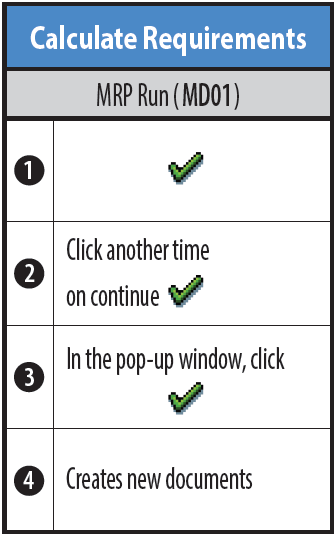 Calculate Requirements
MRP Run (MD01)
1
2 Click another time
on continue
3 In the pop-up window, click
4 Creates new documents